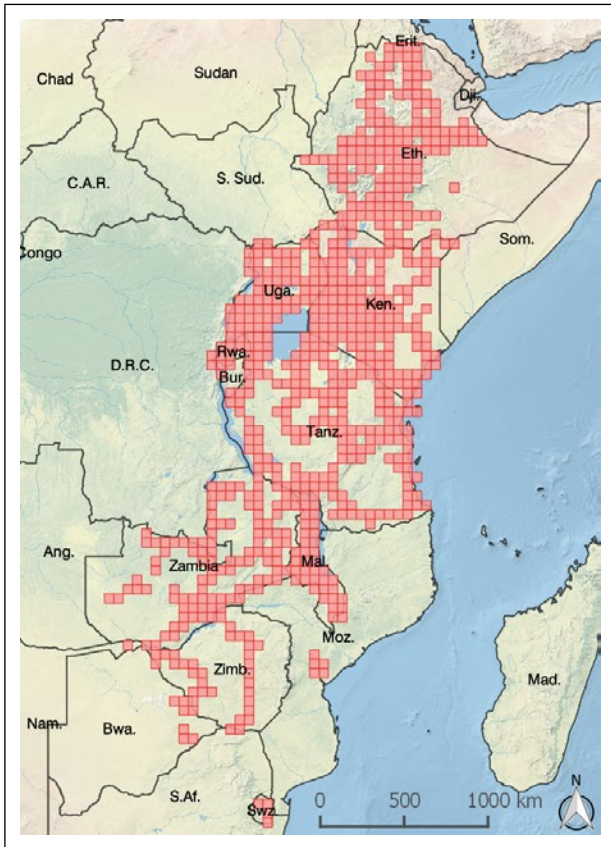 Erit.
Chad
Sudan
Dji.
Eth.
C.A.R.
S. Sud.
Som.
Congo
Uga.
Ken.
Rwa.
D.R.C.
Bur.
Tanz.
Ang.
Zambia
Mal.
Moz.
Zimb.
Mad.
Nam.
Bwa.
S.Af.
N
0 500 1000 km
Swz.